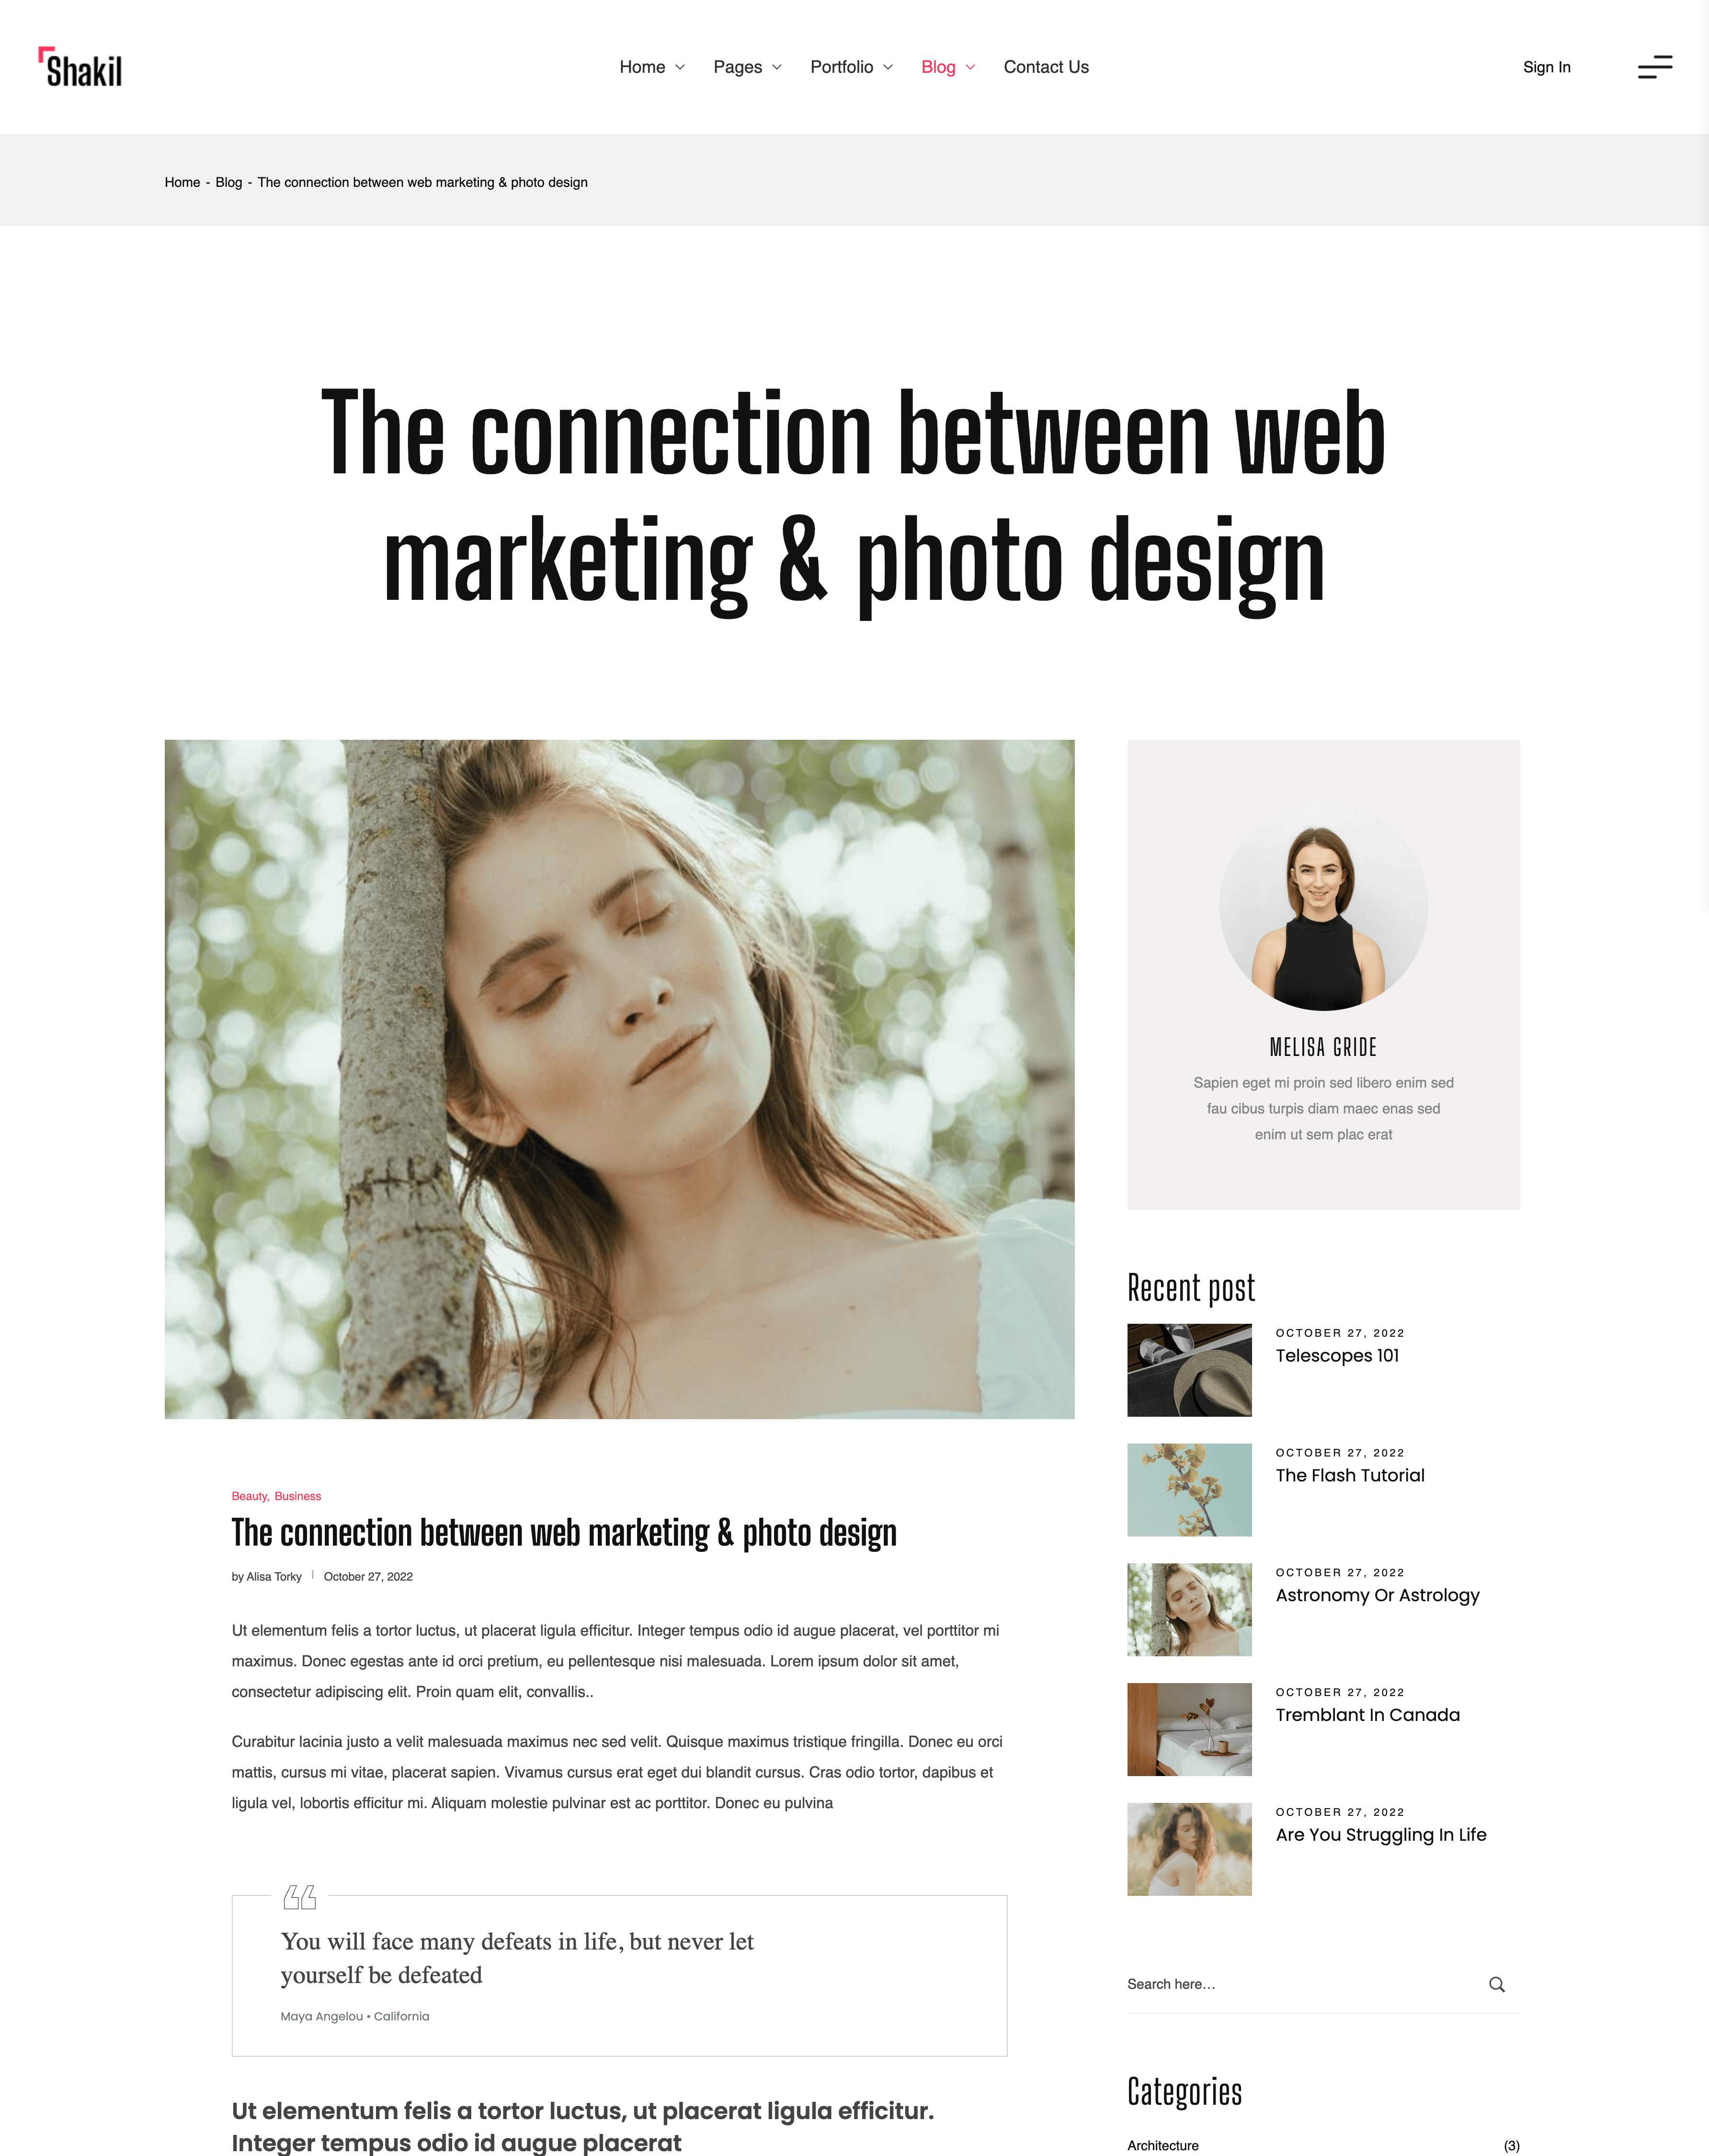 Shakil
Home
Pages
Portfolio
Blog
Contact Us
Sign In
Home - Blog - The connection between web marketing & photo design
The connection between web
marketing & photo design
MELISA GRIDE
Sapien eget mi proin sed libero enim sed
fau cibus turpis diam maec enas sed
enim ut sem plac erat
Recent post
OCTOBER 27, 2022
Telescopes 101
OCTOBER 27, 2022
The Flash Tutorial
OCTOBER 27, 2022
Astronomy Or Astrology
OCTOBER 27, 2022
Tremblant In Canada
OCTOBER 27, 2022
Are You Struggling In Life
Search here...
Categories
Architecture (3)
Beauty, Business
The connection between web marketing & photo design
by Alisa Torky | October 27, 2022
Ut elementum felis a tortor luctus, ut placerat ligula efficitur. Integer tempus odio id augue placerat, vel porttitor mi
maximus. Donec egestas ante id orci pretium, eu pellentesque nisi malesuada. Lorem ipsum dolor sit amet,
consectetur adipiscing elit. Proin quam elit, convallis..
Curabitur lacinia justo a velit malesuada maximus nec sed velit. Quisque maximus tristique fringilla. Donec eu orci
mattis, cursus mi vitae, placerat sapien. Vivamus cursus erat eget dui blandit cursus. Cras odio tortor, dapibus et
ligula vel, lobortis efficitur mi. Aliquam molestie pulvinar est ac porttitor. Donec eu pulvina
You will face many defeats in life, but never let
yourself be defeated
Maya Angelou • California
Ut elementum felis a tortor luctus, ut placerat ligula efficitur.
Integer tempus odio id augue placerat